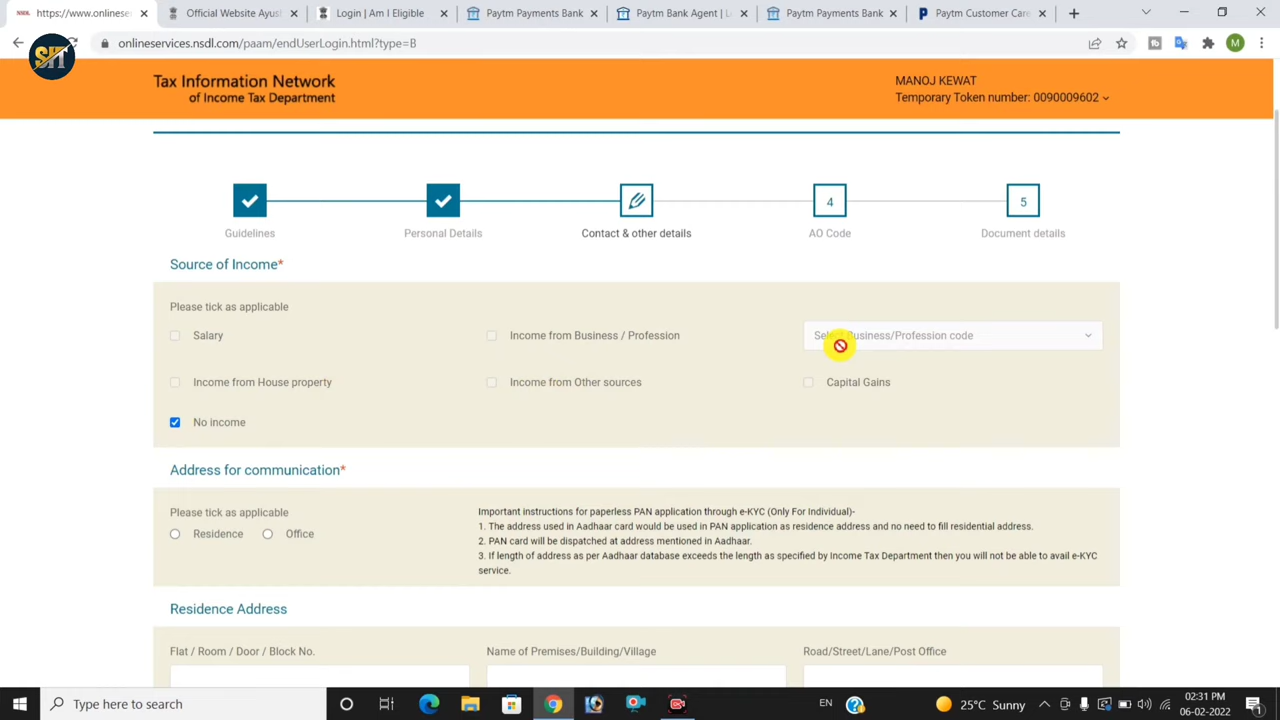 https://www.onlineser
Official Website Ayus
Login | Am I Eligible
Paytm Payments Bank
Paytm Bank Agent | L
Paytm Payments Bank
Paytm Customer Care
onlineservices.nsdl.com/paam/endUserLogin.html?type=B
M
SIT
Tax Information Network
of Income Tax Department
MANOJ KEWAT
Temporary Token number: 0090009602
4
5
Guidelines
Personal Details
Contact & other details
AO Code
Document details
Source of Income*
Please tick as applicable
Salary
Income from Business / Profession
Select Business/Profession code
Income from House property
Income from Other sources
Capital Gains
No income
Address for communication*
Please tick as applicable
Residence
Office
Important instructions for paperless PAN application through e-KYC (Only For Individual)-
1. The address used in Aadhaar card would be used in PAN application as residence address and no need to fill residential address.
2. PAN card will be dispatched at address mentioned in Aadhaar.
3. If length of address as per Aadhaar database exceeds the length as specified by Income Tax Department then you will not be able to avail e-KYC
service.
Residence Address
Flat / Room / Door / Block No.
Name of Premises/Building/Village
Road/Street/Lane/Post Office
Type here to search
EN
25°C Sunny
02:31 PM
06-02-2022
1